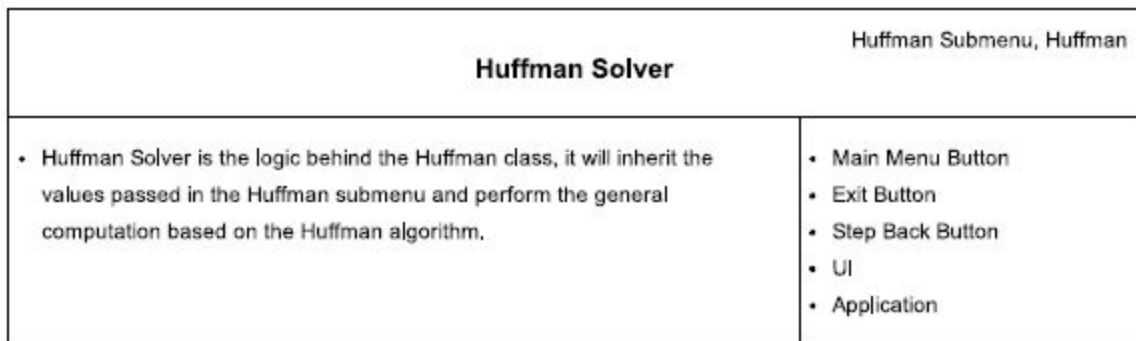 Huffman Submenu, Huffman
Huffman Solver
• Huffman Solver is the logic behind the Huffman class, it will inherit the
values passed in the Huffman submenu and perform the general
computation based on the Huffman algorithm.
• Main Menu Button
• Exit Button
• Step Back Button
• UI
• Application